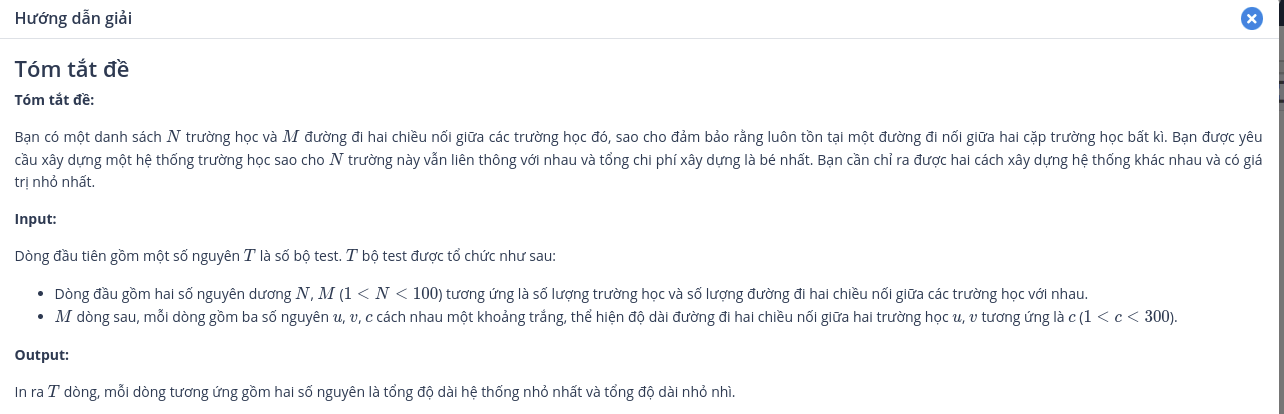 Hướng dẫn giải
Tóm tắt đề
Tóm tắt đề:
Bạn có một danh sách N trường học và M đường đi hai chiều nối giữa các trường học đó, sao cho đảm bảo rằng luôn tồn tại một đường đi nối giữa hai cặp trường học bất kì. Bạn được yêu
cầu xây dựng một hệ thống trường học sao cho N trường này vẫn liên thông với nhau và tổng chi phí xây dựng là bé nhất. Bạn cần chỉ ra được hai cách xây dựng hệ thống khác nhau và có giá
trị nhỏ nhất.
Input:
Dòng đầu tiên gồm một số nguyên T là số bộ test. T bộ test được tổ chức như sau:
• Dòng đầu gồm hai số nguyên dương N, M (1 < N < 100) tương ứng là số lượng trường học và số lượng đường đi hai chiều nối giữa các trường học với nhau.
• M dòng sau, mỗi dòng gồm ba số nguyên u, v, c cách nhau một khoảng trắng, thể hiện độ dài đường đi hai chiều nối giữa hai trường học u, v tương ứng là c (1 < c < 300).
Output:
In ra T dòng, mỗi dòng tương ứng gồm hai số nguyên là tổng độ dài hệ thống nhỏ nhất và tổng độ dài nhỏ nhì.